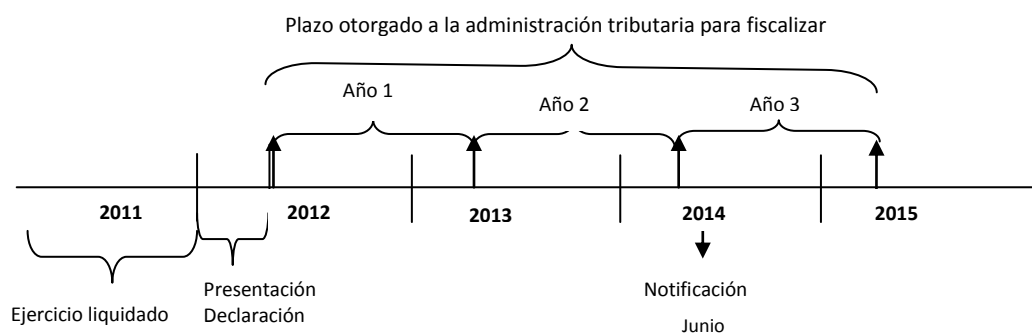 Plazo otorgado a la administración tributaria para fiscalizar
Año 1
Año 2
Año 3
2011
2012
2013
2014
2015
Ejercicio liquidado
Presentación
Declaración
Notificación
Junio